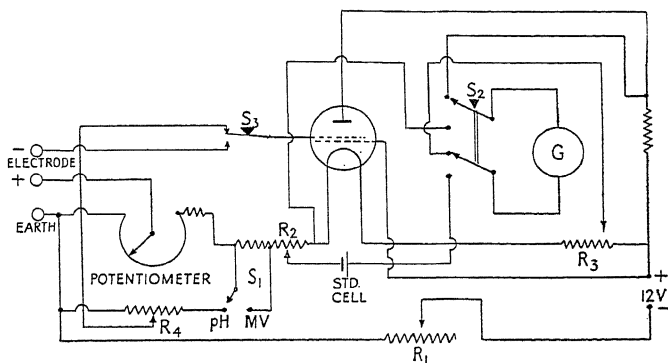 S3
S2
−
ELECTRODE
+
EARTH
G
R2
POTENTIOMETER
S1
R3
STD.
CELL
+
12V
−
R4
pH
MV
R1